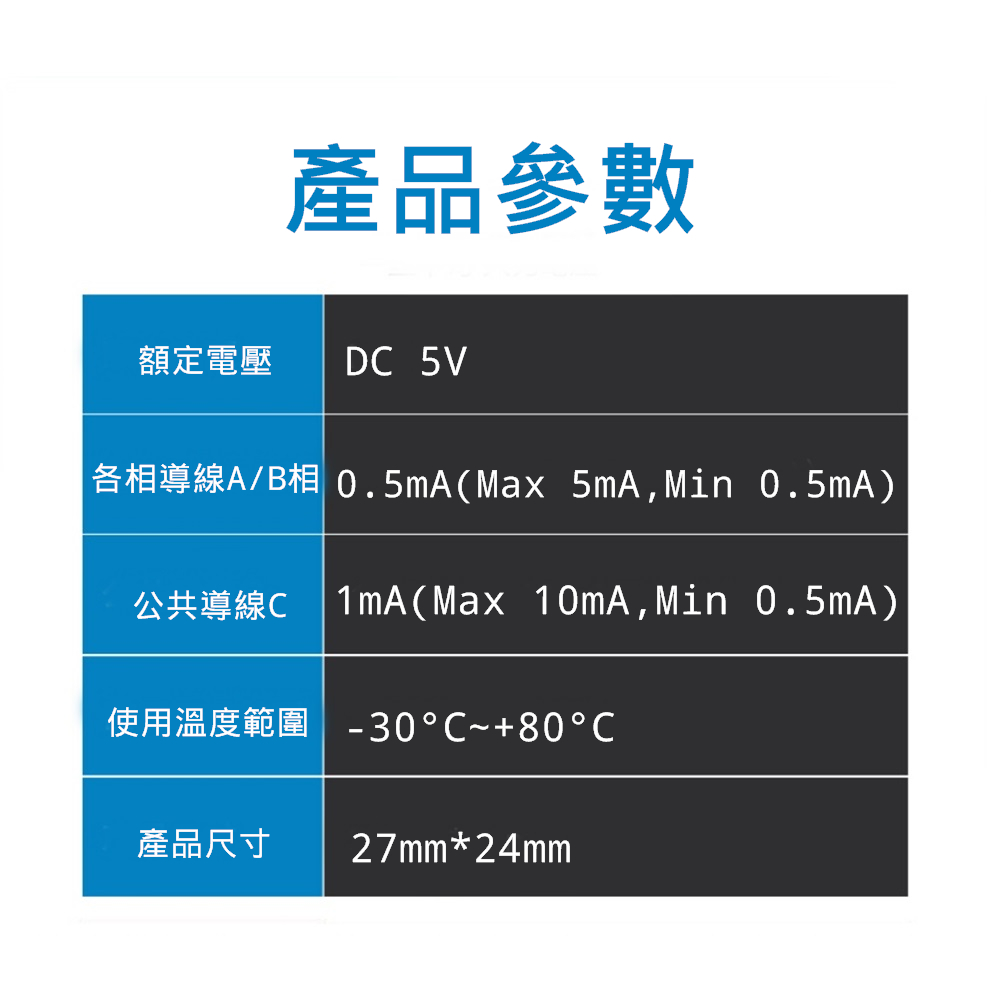 產品參數
額定電壓 DC 5V
各相導線A/B相 0.5mA(Max 5mA,Min 0.5mA)
公共導線C 1mA(Max 10mA,Min 0.5mA)
使用溫度範圍 -30°C~+80°C
產品尺寸 27mm*24mm